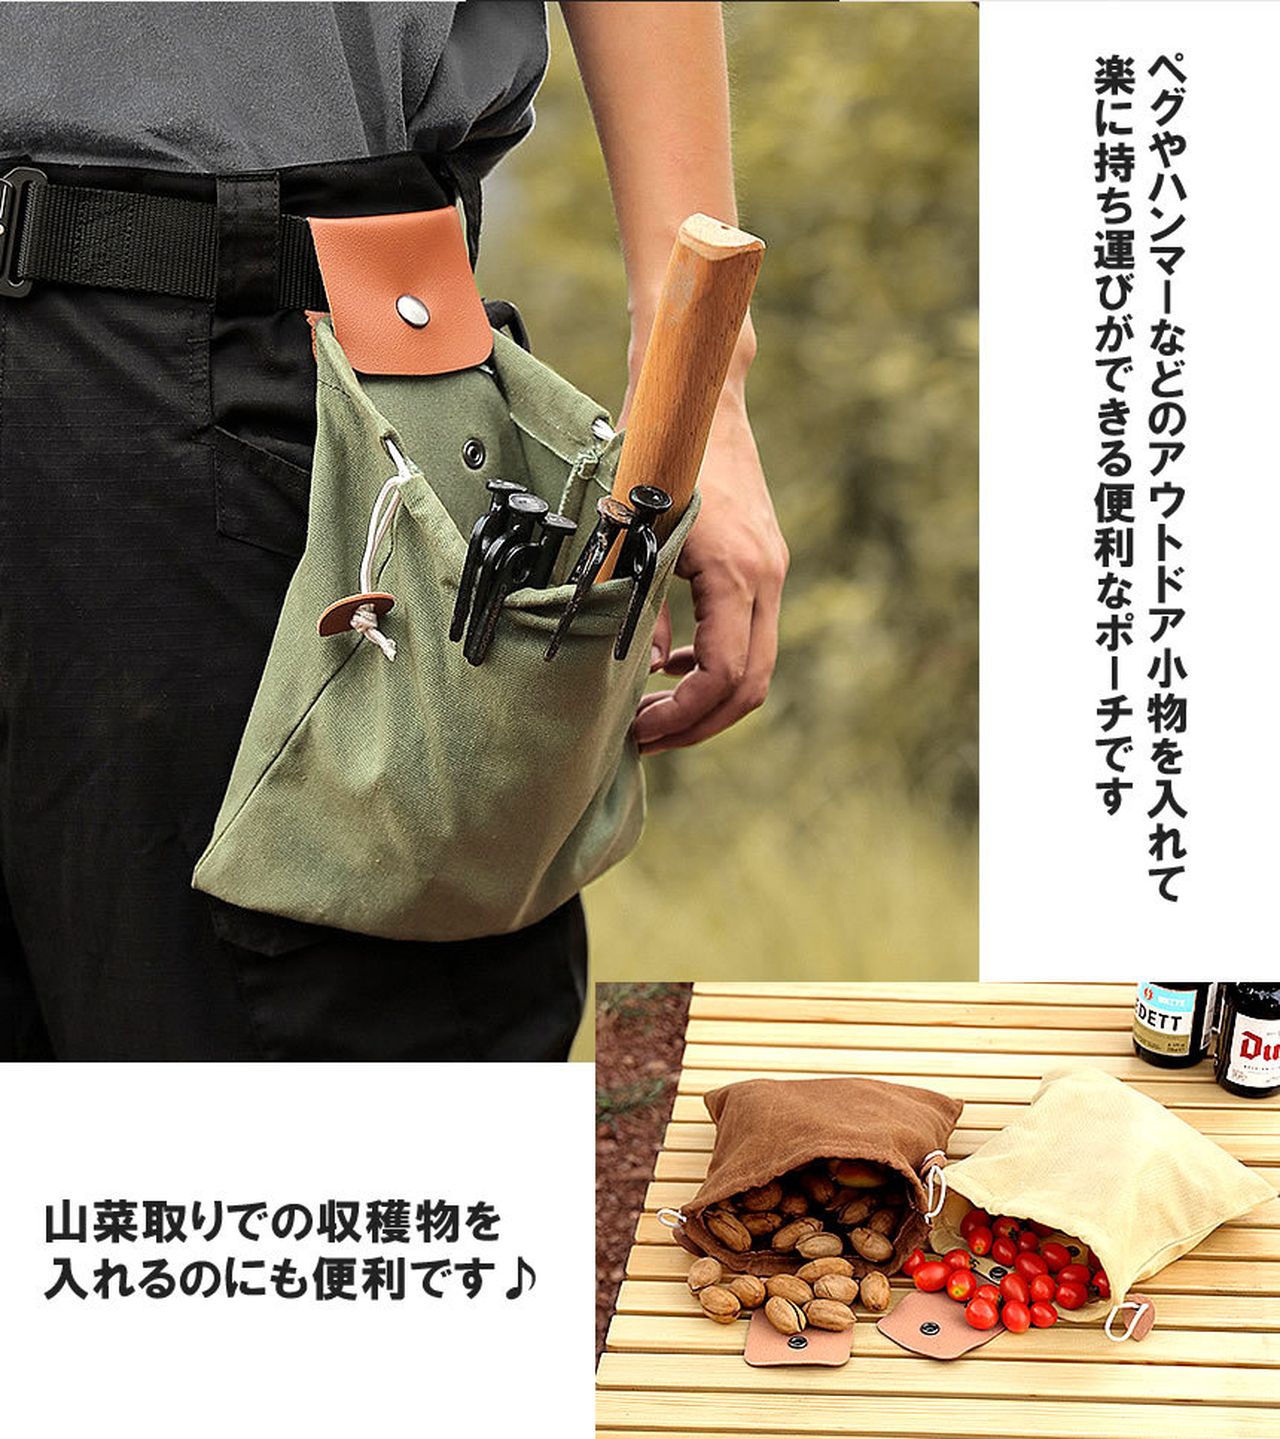 ペグやハンマーなどのアウトドア小物を入れて
楽に持ち運びができる便利なポーチです
山菜取りでの収穫物を
入れるのにも便利です♪
EDETT
Du